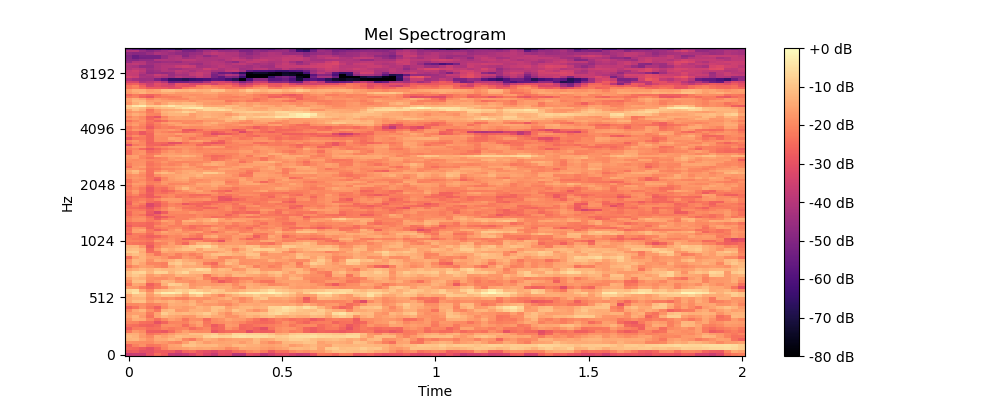 Mel Spectrogram
Hz
8192
4096
2048
1024
512
0
0 0.5 1 1.5 2
Time
+0 dB
-10 dB
-20 dB
-30 dB
-40 dB
-50 dB
-60 dB
-70 dB
-80 dB